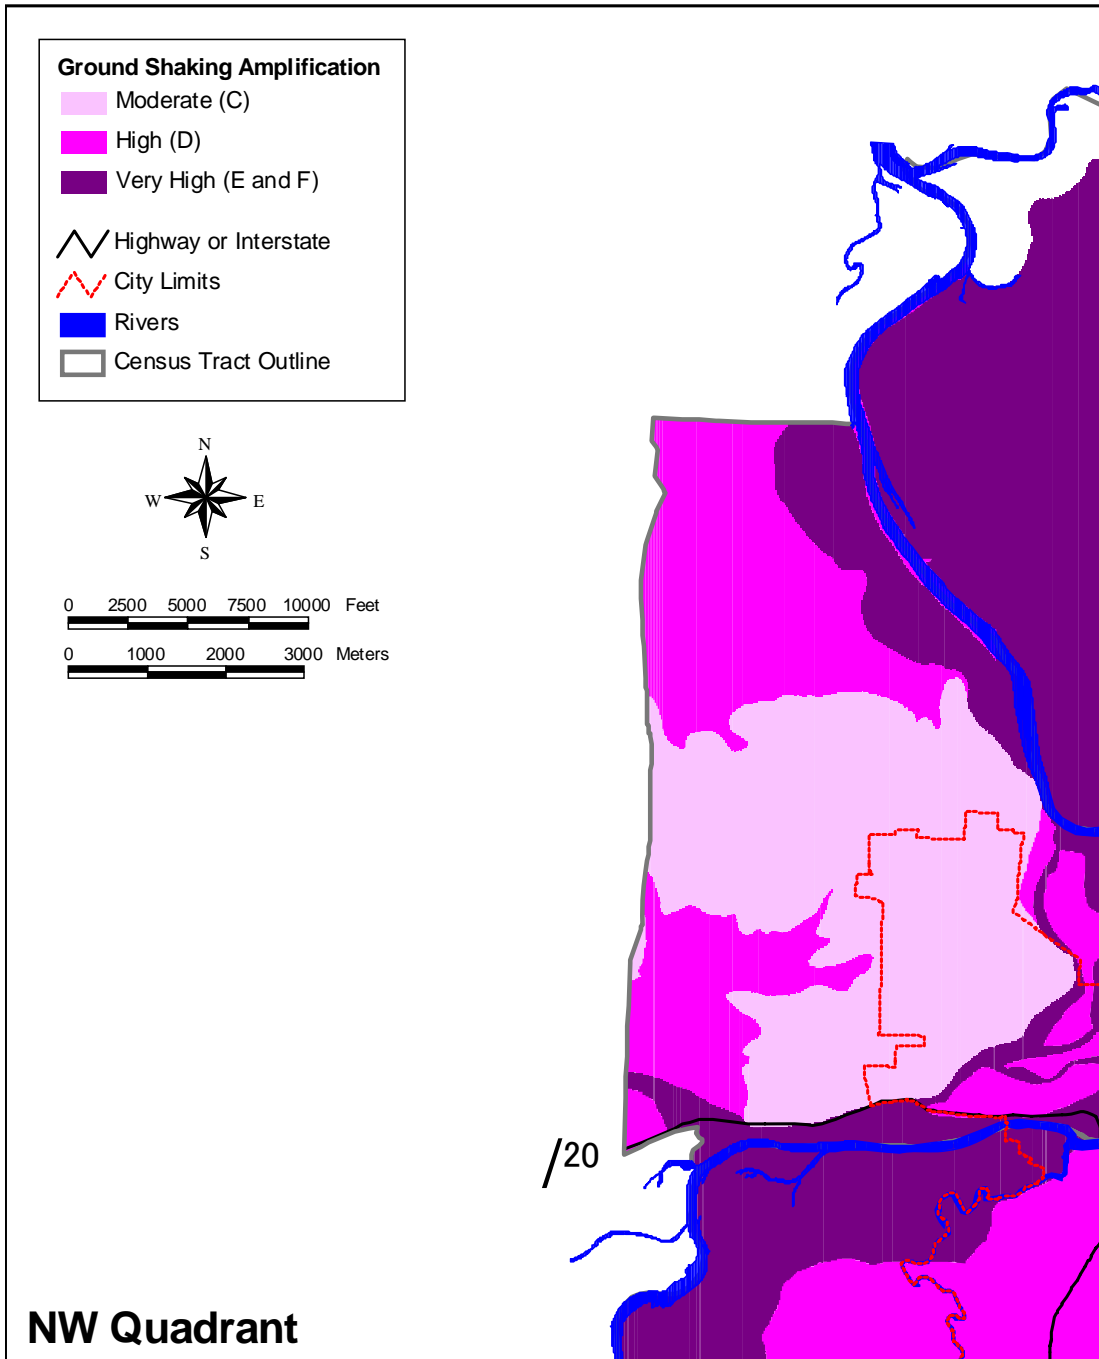 Ground Shaking Amplification
Moderate (C)
High (D)
Very High (E and F)
Highway or Interstate
City Limits
Rivers
Census Tract Outline
N
W E
S
0 2500 5000 7500 10000 Feet
0 1000 2000 3000 Meters
/20
NW Quadrant